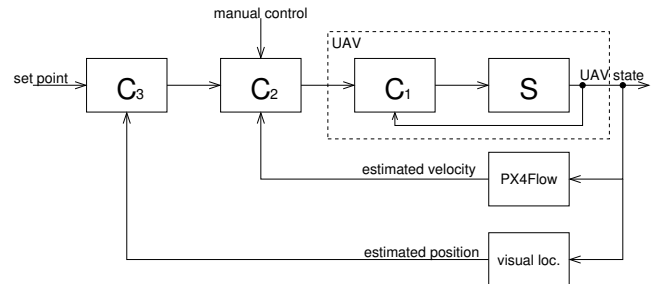 manual control
UAV
set point
C3
C2
C1
S
UAV state
estimated velocity
PX4Flow
estimated position
visual loc.